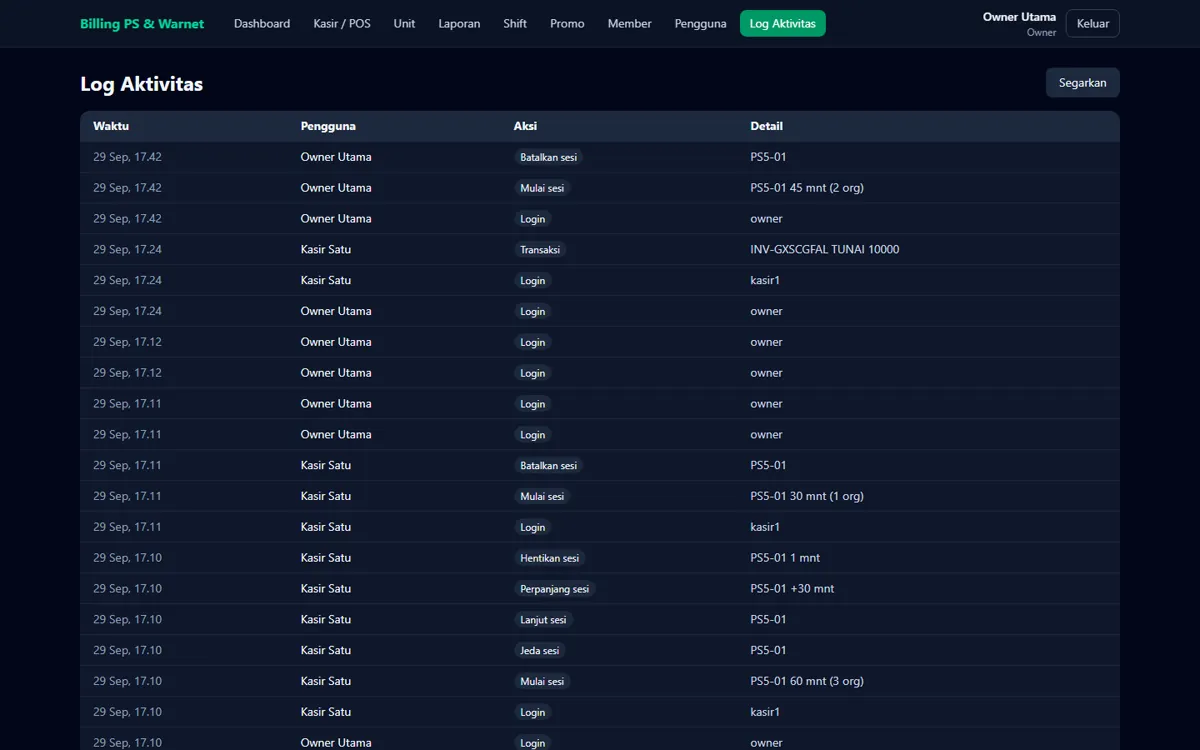 Billing PS & Warnet Dashboard Kasir / POS Unit Laporan Shift Promo Member Pengguna Log Aktivitas Owner Utama Keluar
Owner
Log Aktivitas Segarkan
Waktu Pengguna Aksi Detail
29 Sep, 17.42 Owner Utama Batalkan sesi PS5-01
29 Sep, 17.42 Owner Utama Mulai sesi PS5-01 45 mnt (2 org)
29 Sep, 17.42 Owner Utama Login owner
29 Sep, 17.24 Kasir Satu Transaksi INV-GXSCGFAL TUNAI 10000
29 Sep, 17.24 Kasir Satu Login kasir1
29 Sep, 17.24 Owner Utama Login owner
29 Sep, 17.12 Owner Utama Login owner
29 Sep, 17.12 Owner Utama Login owner
29 Sep, 17.11 Owner Utama Login owner
29 Sep, 17.11 Owner Utama Login owner
29 Sep, 17.11 Kasir Satu Batalkan sesi PS5-01
29 Sep, 17.11 Kasir Satu Mulai sesi PS5-01 30 mnt (1 org)
29 Sep, 17.11 Kasir Satu Login kasir1
29 Sep, 17.10 Kasir Satu Hentikan sesi PS5-01 1 mnt
29 Sep, 17.10 Kasir Satu Perpanjang sesi PS5-01 +30 mnt
29 Sep, 17.10 Kasir Satu Lanjut sesi PS5-01
29 Sep, 17.10 Kasir Satu Jeda sesi PS5-01
29 Sep, 17.10 Kasir Satu Mulai sesi PS5-01 60 mnt (3 org)
29 Sep, 17.10 Kasir Satu Login kasir1
29 Sep, 17.10 Owner Utama Login owner